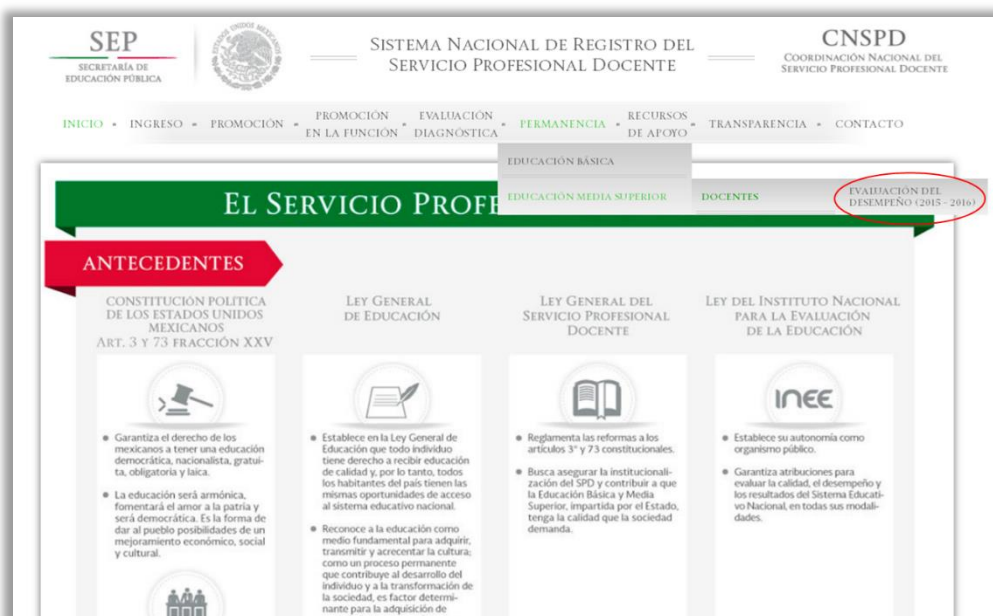 SEP
SECRETARÍA DE
EDUCACIÓN PÚBLICA
ESTADOS UNIDOS MEXICANOS
SISTEMA NACIONAL DE REGISTRO DEL
SERVICIO PROFESIONAL DOCENTE
CNSPD
COORDINACIÓN NACIONAL DEL
SERVICIO PROFESIONAL DOCENTE
INICIO
INGRESO
PROMOCIÓN
PROMOCIÓN
EN LA FUNCIÓN
EVALUACIÓN
DIAGNÓSTICA
PERMANENCIA
RECURSOS
DE APOYO
TRANSPARENCIA
CONTACTO
EDUCACIÓN BÁSICA
EDUCACIÓN MEDIA SUPERIOR
DOCENTES
EVALUACIÓN DEL
DESEMPEÑO (2015 - 2016)
EL SERVICIO PROFE
ANTECEDENTES
CONSTITUCIÓN POLÍTICA
DE LOS ESTADOS UNIDOS
MEXICANOS
ART. 3 Y 73 FRACCIÓN XXV
• Garantiza el derecho de los
mexicanos a tener una educación
democrática, nacionalista, gratui-
ta, obligatoria y laica.
• La educación será armónica,
fomentará el amor a la patria y
será democrática. Es la forma de
dar al pueblo posibilidades de un
mejoramiento económico, social
y cultural.
LEY GENERAL
DE EDUCACIÓN
• Establece en la Ley General de
Educación que todo individuo
tiene derecho a recibir educación
de calidad y, por lo tanto, todos
los habitantes del país tienen las
mismas oportunidades de acceso
al sistema educativo nacional.
• Reconoce a la educación como
medio fundamental para adquirir,
transmitir y acrecentar la cultura;
como un proceso permanente
que contribuye al desarrollo del
individuo y a la transformación de
la sociedad, es factor determi-
nante para la adquisición de
LEY GENERAL DEL
SERVICIO PROFESIONAL
DOCENTE
• Reglamenta las reformas a los
artículos 3° y 73 constitucionales.
• Busca asegurar la institucionali-
zación del SPD y contribuir a que
la Educación Básica y Media
Superior, impartida por el Estado,
tenga la calidad que la sociedad
demanda.
LEY DEL INSTITUTO NACIONAL
PARA LA EVALUACIÓN
DE LA EDUCACIÓN
INEE
• Establece su autonomía como
organismo público.
• Garantiza atribuciones para
evaluar la calidad, el desempeño y
los resultados del Sistema Educati-
vo Nacional, en todas sus modali-
dades.